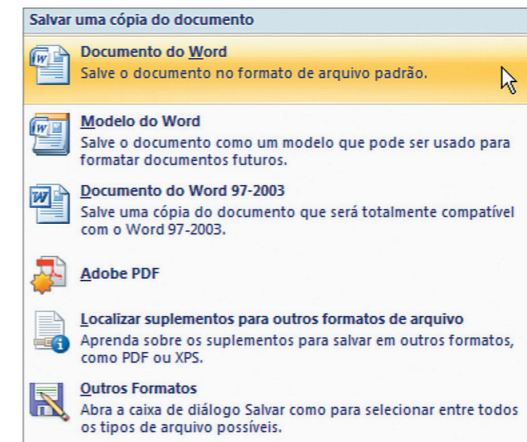 Salvar uma cópia do documento
Documento do Word
Salve o documento no formato de arquivo padrão.
Modelo do Word
Salve o documento como um modelo que pode ser usado para
formatar documentos futuros.
Documento do Word 97-2003
Salve uma cópia do documento que será totalmente compatível
com o Word 97-2003.
Adobe PDF
Localizar suplementos para outros formatos de arquivo
Aprenda sobre os suplementos para salvar em outros formatos,
como PDF ou XPS.
Outros Formatos
Abra a caixa de diálogo Salvar como para selecionar entre todos
os tipos de arquivo possíveis.